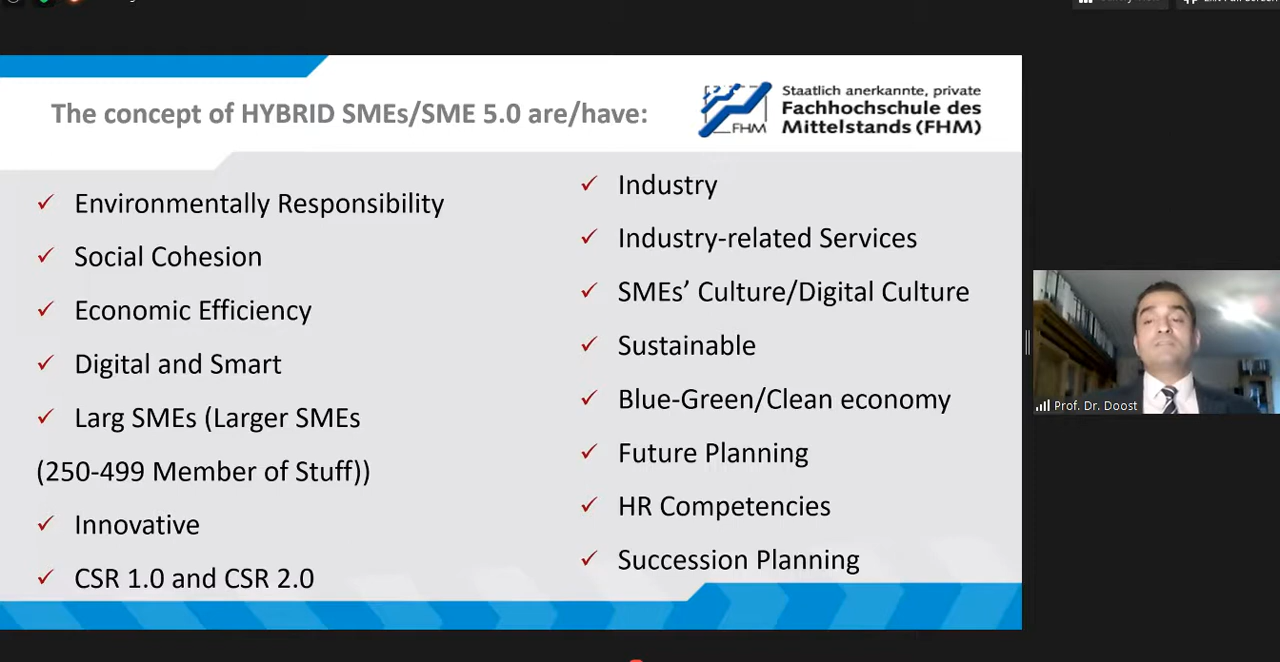 The concept of HYBRID SMEs/SME 5.0 are/have:
Staatlich anerkannte, private
Fachhochschule des
Mittelstands (FHM)
FHM
Environmentally Responsibility
Social Cohesion
Economic Efficiency
Digital and Smart
Larg SMEs (Larger SMEs
(250-499 Member of Stuff))
Innovative
CSR 1.0 and CSR 2.0
Industry
Industry-related Services
SMEs’ Culture/Digital Culture
Sustainable
Blue-Green/Clean economy
Future Planning
HR Competencies
Succession Planning
Prof. Dr. Doost